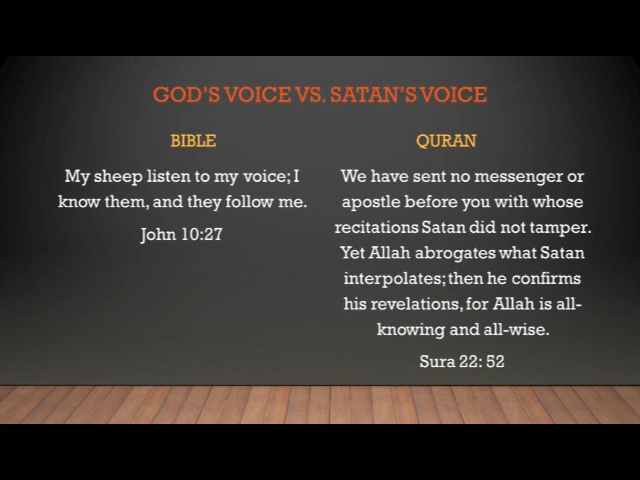 GOD'S VOICE VS. SATAN'S VOICE
BIBLE
My sheep listen to my voice; I
know them, and they follow me.
John 10:27
QURAN
We have sent no messenger or
apostle before you with whose
recitations Satan did not tamper.
Yet Allah abrogates what Satan
interpolates; then he confirms
his revelations, for Allah is all-
knowing and all-wise.
Sura 22: 52